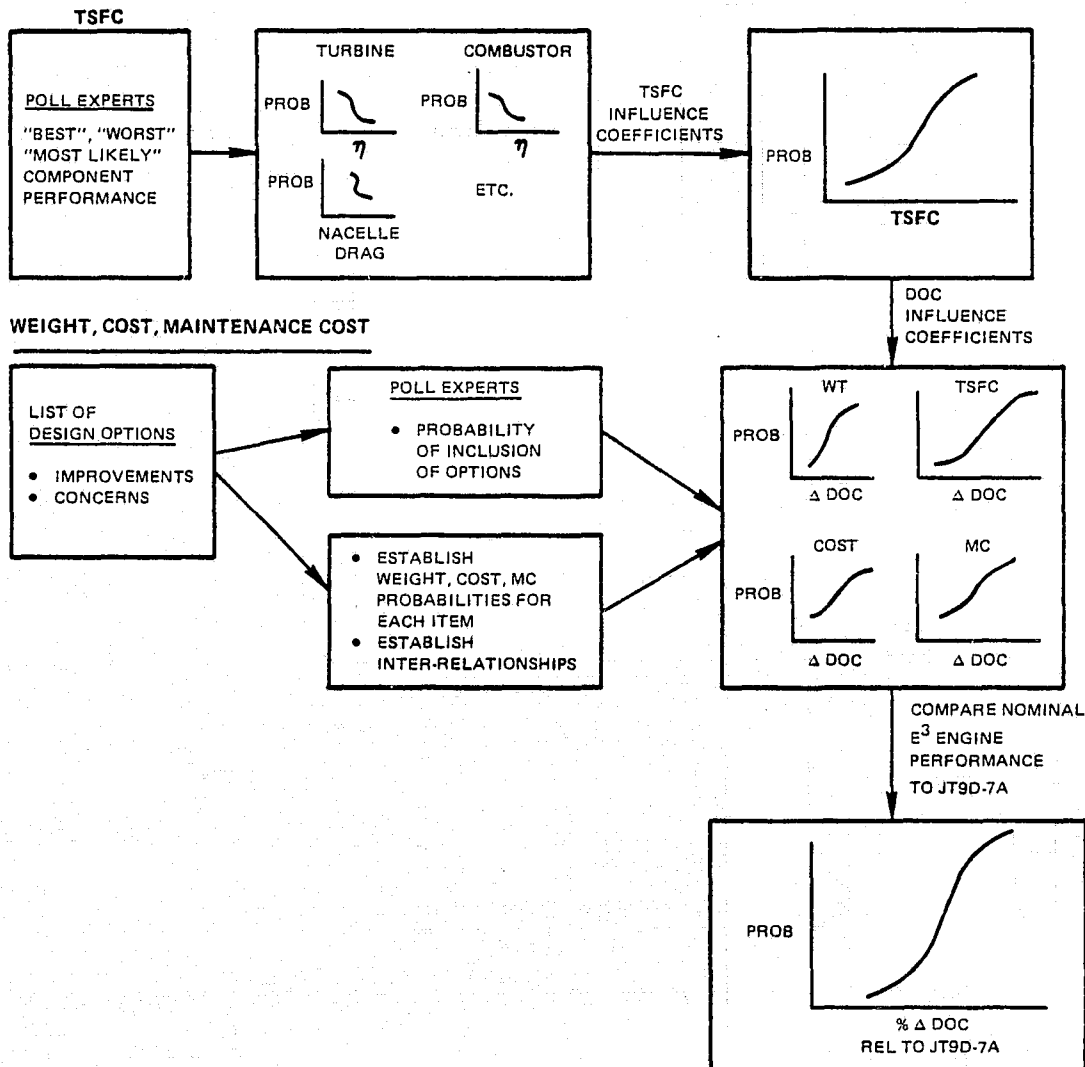 TSFC
POLL EXPERTS
"BEST", "WORST"
"MOST LIKELY"
COMPONENT
PERFORMANCE
TURBINE
PROB
η
COMBUSTOR
PROB
η
PROB
NACELLE
DRAG
ETC.
TSFC
INFLUENCE
COEFFICIENTS
PROB
TSFC
DOC
INFLUENCE
COEFFICIENTS
WEIGHT, COST, MAINTENANCE COST
LIST OF
DESIGN OPTIONS
• IMPROVEMENTS
• CONCERNS
POLL EXPERTS
• PROBABILITY
OF INCLUSION
OF OPTIONS
• ESTABLISH
WEIGHT, COST, MC
PROBABILITIES FOR
EACH ITEM
• ESTABLISH
INTER-RELATIONSHIPS
WT
PROB
Δ DOC
TSFC
Δ DOC
COST
PROB
Δ DOC
MC
Δ DOC
COMPARE NOMINAL
E³ ENGINE
PERFORMANCE
TO JT9D-7A
PROB
% Δ DOC
REL TO JT9D-7A